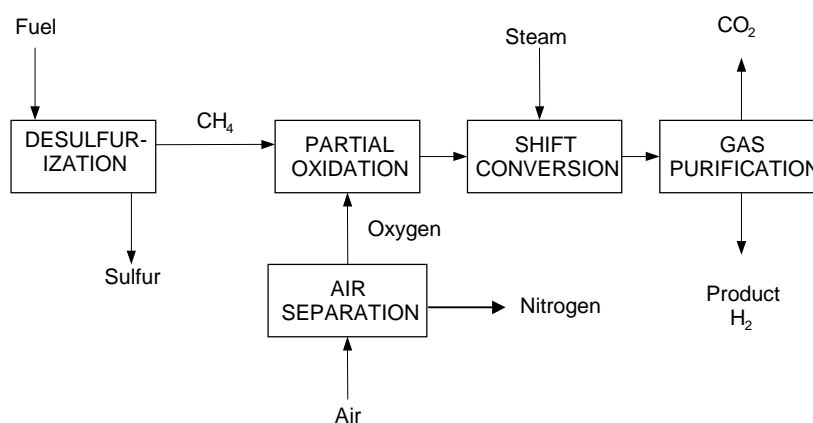 Fuel
Steam
CO₂
DESULFUR-
IZATION
CH₄
PARTIAL
OXIDATION
SHIFT
CONVERSION
GAS
PURIFICATION
Sulfur
Oxygen
AIR
SEPARATION
Nitrogen
Product
H₂
Air